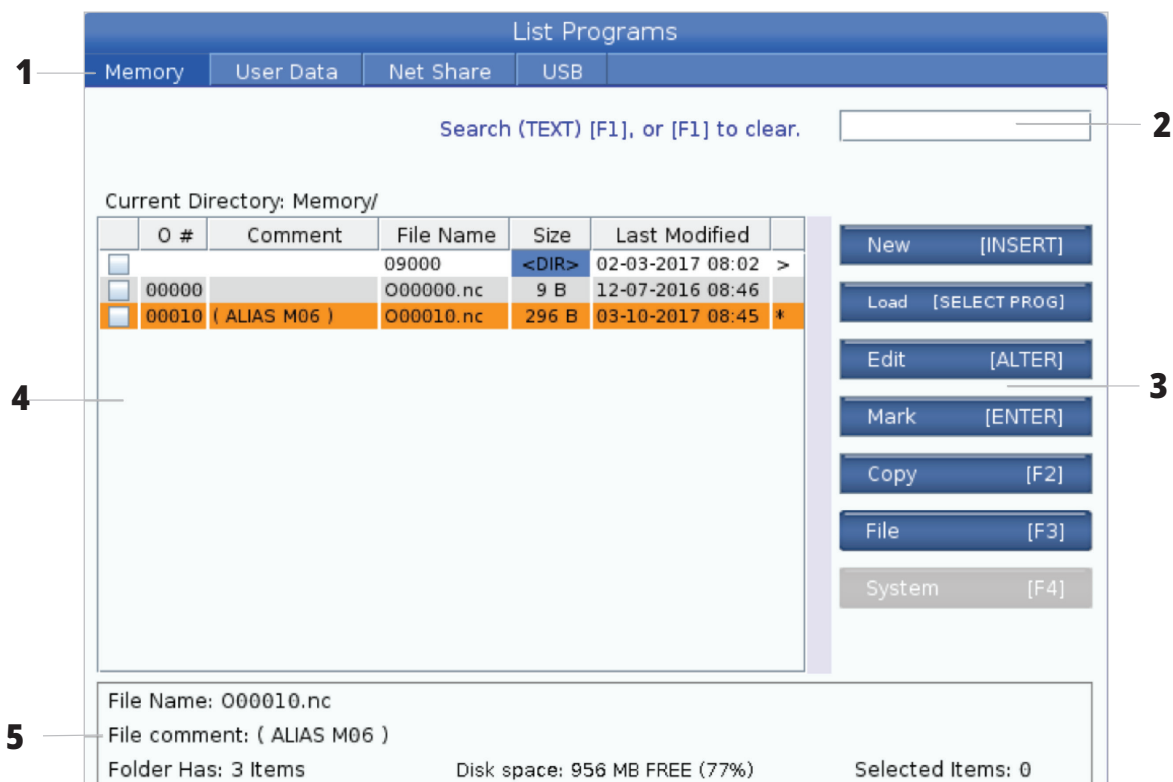 List Programs
1 Memory User Data Net Share USB
Search (TEXT) [F1], or [F1] to clear. 2
Current Directory: Memory/
O # Comment File Name Size Last Modified
09000 <DIR> 02-03-2017 08:02 >
00000 O00000.nc 9 B 12-07-2016 08:46
00010 ( ALIAS M06 ) O00010.nc 296 B 03-10-2017 08:45 *
4
New [INSERT]
Load [SELECT PROG]
Edit [ALTER]
3
Mark [ENTER]
Copy [F2]
File [F3]
System [F4]
File Name: O00010.nc
5 File comment: ( ALIAS M06 )
Folder Has: 3 Items Disk space: 956 MB FREE (77%) Selected Items: 0